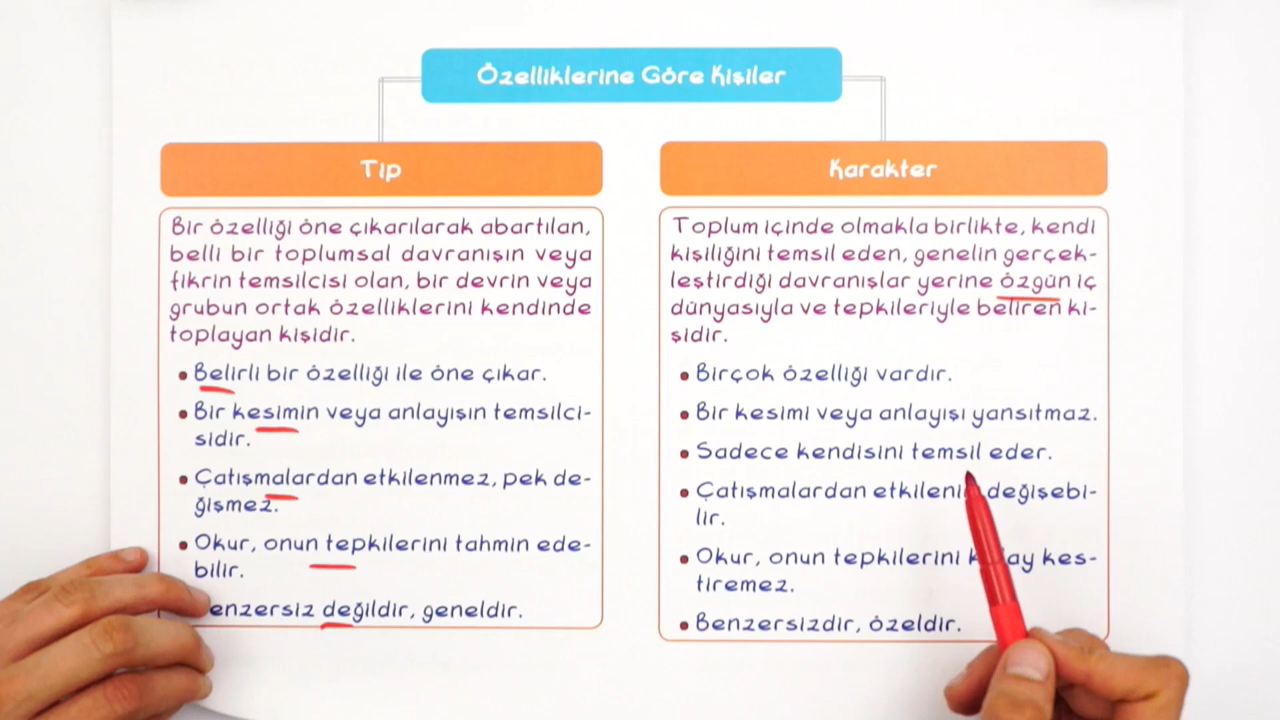 Özelliklerine Göre Kişiler
Tip
Bir özelliği öne çıkarılarak abartılan,
belli bir toplumsal davranışın veya
fikrin temsilcisi olan, bir devrin veya
grubun ortak özelliklerini kendinde
toplayan kişidir.
• Belirli bir özelliği ile öne çıkar.
• Bir kesimin veya anlayışın temsilci-
sidir.
• Çatışmalardan etkilenmez, pek de-
ğişmez.
• Okur, onun tepkilerini tahmin ede-
bilir.
değildir, geneldir.
Karakter
Toplum içinde olmakla birlikte, kendi
kişiliğini temsil eden, genelin gerçek-
leştirdiği davranışlar yerine özgün iç
dünyasıyla ve tepkileriyle beliren ki-
şidir.
• Birçok özelliği vardır.
• Bir kesimi veya anlayışı yansıtmaz.
• Sadece kendisini temsil eder.
• Çatışmalardan değişebi-
lir.
• Okur, onun tepkilerini kes-
tiremez.
• Benzersizdir, özeldir.